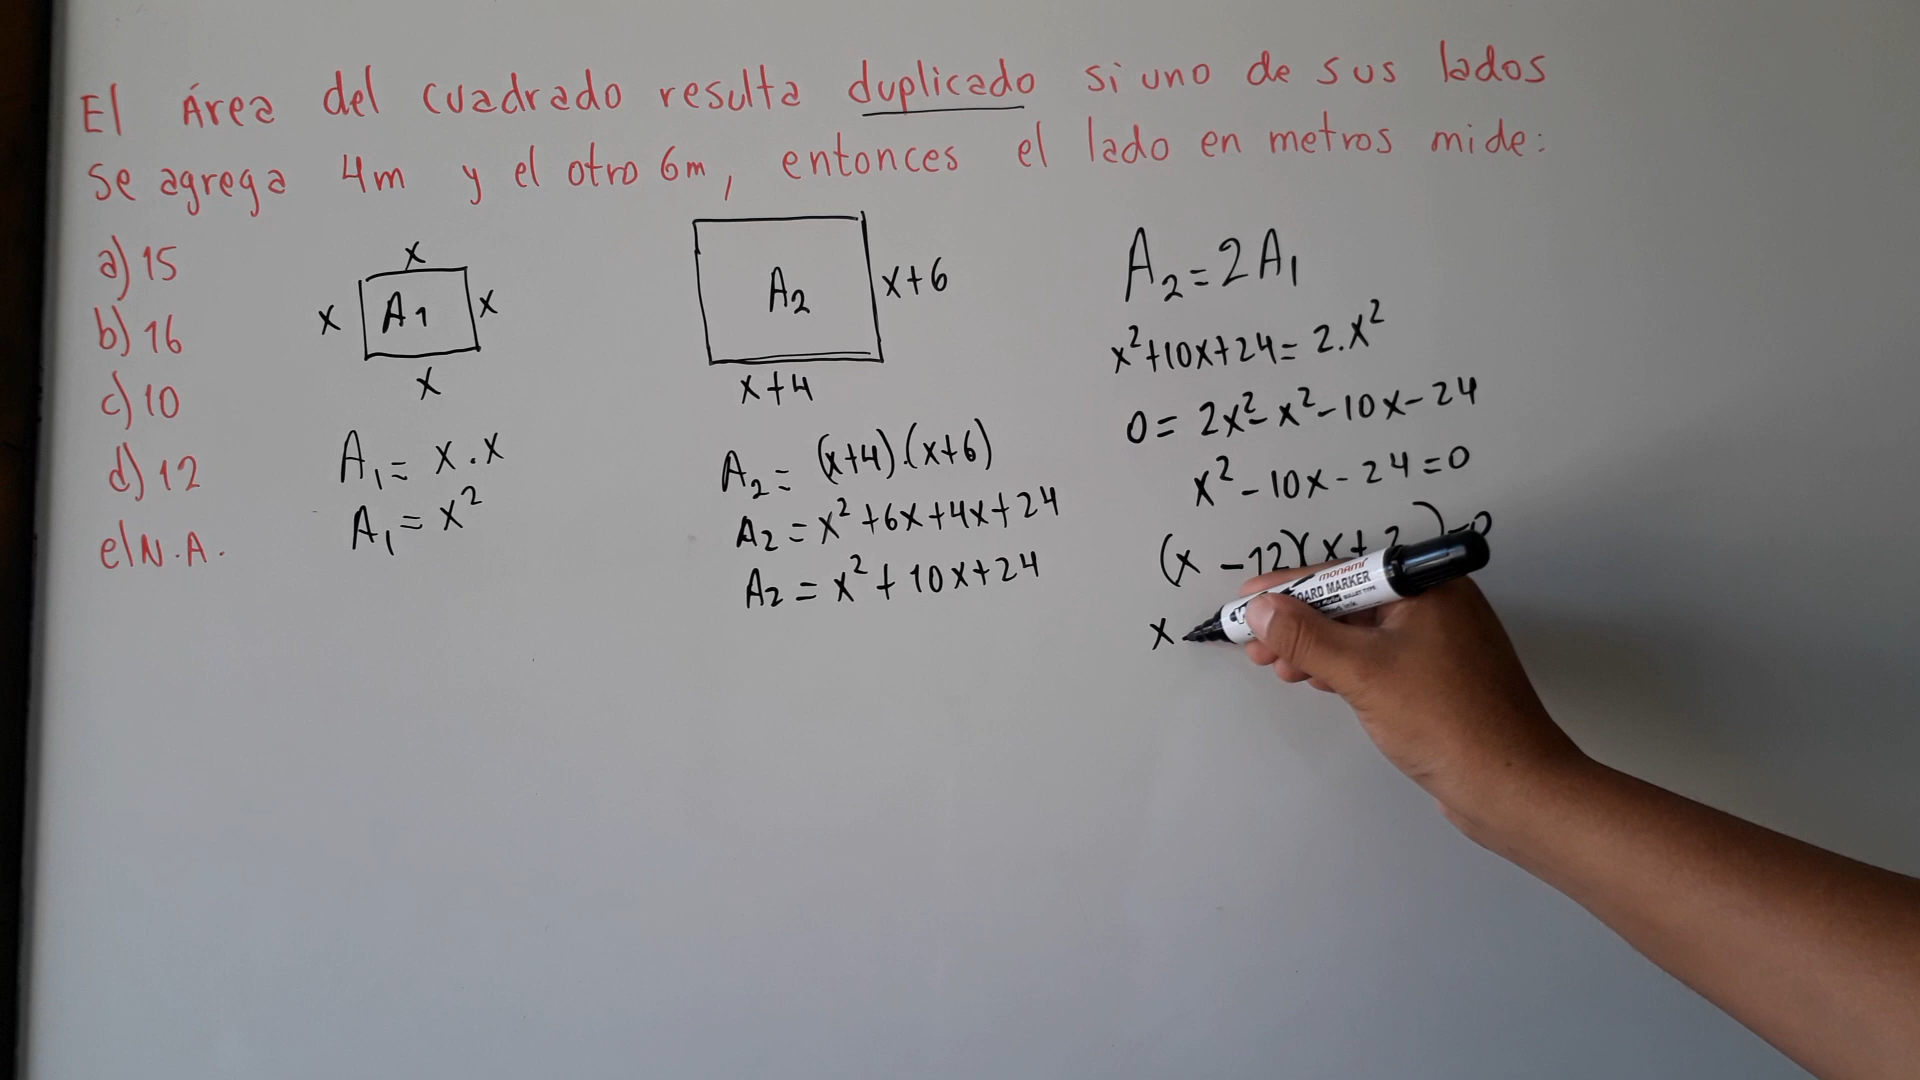 El Área del cuadrado resulta duplicado si uno de sus lados
se agrega 4m y el otro 6m, entonces el lado en metros mide:
a) 15
b) 16
c) 10
d) 12
e) N.A.
x
x A1 x
x
A₁ = x . x
A₁ = x²
A2 x+6
x+4
A₂ = (x+4).(x+6)
A₂ = x² + 6x + 4x + 24
A₂ = x² + 10x + 24
A₂ = 2A₁
x² + 10x + 24 = 2.x²
0 = 2x² - x² - 10x - 24
x² - 10x - 24 = 0
(x - 12)(x + 2) = 0
x
monami
BOARD MARKER